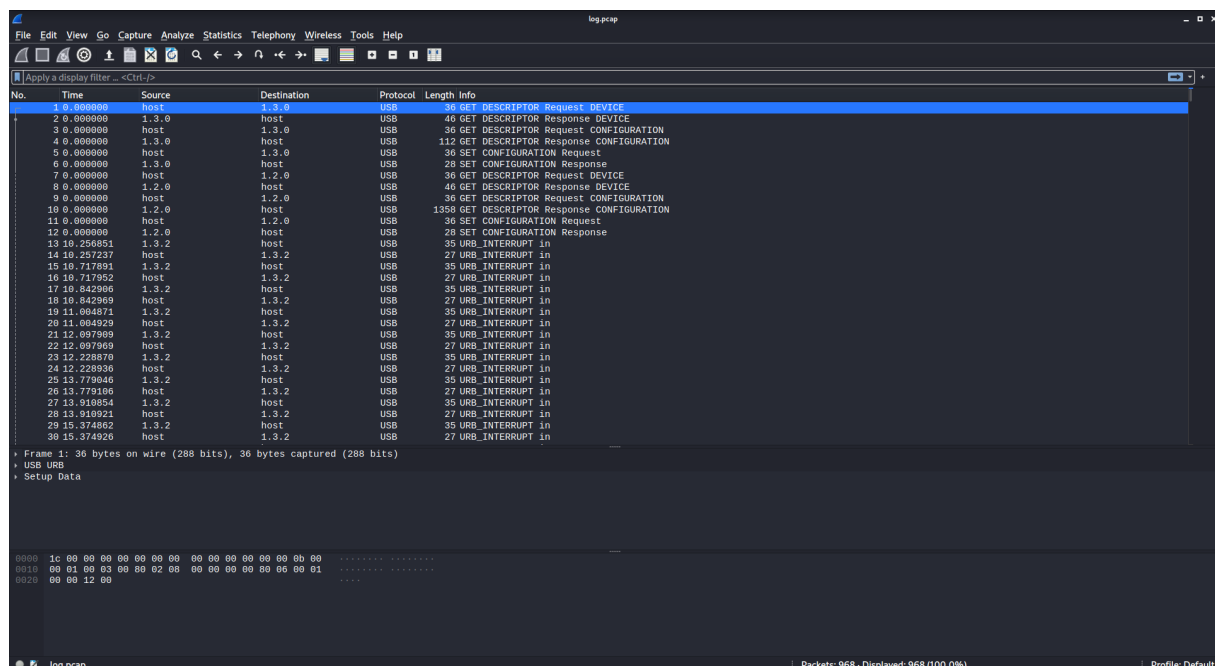 log.pcap
File Edit View Go Capture Analyze Statistics Telephony Wireless Tools Help
Apply a display filter ... <Ctrl-/>
No. Time Source Destination Protocol Length Info
1 0.000000 host 1.3.0 USB 36 GET DESCRIPTOR Request DEVICE
2 0.000000 1.3.0 host USB 46 GET DESCRIPTOR Response DEVICE
3 0.000000 host 1.3.0 USB 36 GET DESCRIPTOR Request CONFIGURATION
4 0.000000 1.3.0 host USB 112 GET DESCRIPTOR Response CONFIGURATION
5 0.000000 host 1.3.0 USB 36 SET CONFIGURATION Request
6 0.000000 1.3.0 host USB 28 SET CONFIGURATION Response
7 0.000000 host 1.2.0 USB 36 GET DESCRIPTOR Request DEVICE
8 0.000000 1.2.0 host USB 46 GET DESCRIPTOR Response DEVICE
9 0.000000 host 1.2.0 USB 36 GET DESCRIPTOR Request CONFIGURATION
10 0.000000 1.2.0 host USB 1358 GET DESCRIPTOR Response CONFIGURATION
11 0.000000 host 1.2.0 USB 36 SET CONFIGURATION Request
12 0.000000 1.2.0 host USB 28 SET CONFIGURATION Response
13 10.256851 1.3.2 host USB 35 URB_INTERRUPT in
14 10.257237 host 1.3.2 USB 27 URB_INTERRUPT in
15 10.717891 1.3.2 host USB 35 URB_INTERRUPT in
16 10.717952 host 1.3.2 USB 27 URB_INTERRUPT in
17 10.842906 1.3.2 host USB 35 URB_INTERRUPT in
18 10.842969 host 1.3.2 USB 27 URB_INTERRUPT in
19 11.004871 1.3.2 host USB 35 URB_INTERRUPT in
20 11.004929 host 1.3.2 USB 27 URB_INTERRUPT in
21 12.097909 1.3.2 host USB 35 URB_INTERRUPT in
22 12.097969 host 1.3.2 USB 27 URB_INTERRUPT in
23 12.228870 1.3.2 host USB 35 URB_INTERRUPT in
24 12.228936 host 1.3.2 USB 27 URB_INTERRUPT in
25 13.779046 1.3.2 host USB 35 URB_INTERRUPT in
26 13.779106 host 1.3.2 USB 27 URB_INTERRUPT in
27 13.910854 1.3.2 host USB 35 URB_INTERRUPT in
28 13.910921 host 1.3.2 USB 27 URB_INTERRUPT in
29 15.374862 1.3.2 host USB 35 URB_INTERRUPT in
30 15.374926 host 1.3.2 USB 27 URB_INTERRUPT in
Frame 1: 36 bytes on wire (288 bits), 36 bytes captured (288 bits)
USB URB
Setup Data
0000 1c 00 00 00 00 00 00 00 00 00 00 00 00 00 0b 00 ........ ........
0010 00 01 00 03 00 80 02 08 00 00 00 00 80 06 00 01 ........ ........
0020 00 00 12 00 ....
log.pcap Packets: 968 · Displayed: 968 (100.0%) Profile: Default